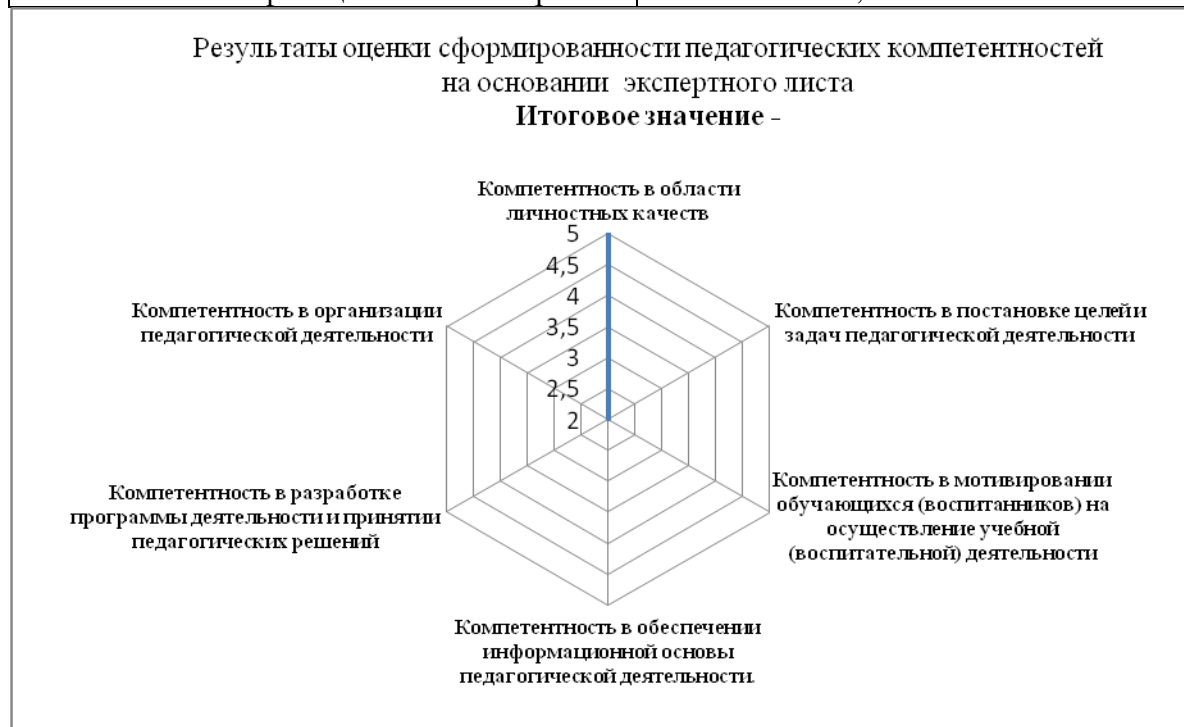 Результаты оценки сформированности педагогических компетентностей
на основании экспертного листа
Итоговое значение -
Компетентность в области
личностных качеств
5
4,5
4
3,5
3
2,5
2
Компетентность в постановке целей и
задач педагогической деятельности
Компетентность в мотивировании
обучающихся (воспитанников) на
осуществление учебной
(воспитательной) деятельности
Компетентность в обеспечении
информационной основы
педагогической деятельности.
Компетентность в разработке
программы деятельности и принятии
педагогических решений
Компетентность в организации
педагогической деятельности